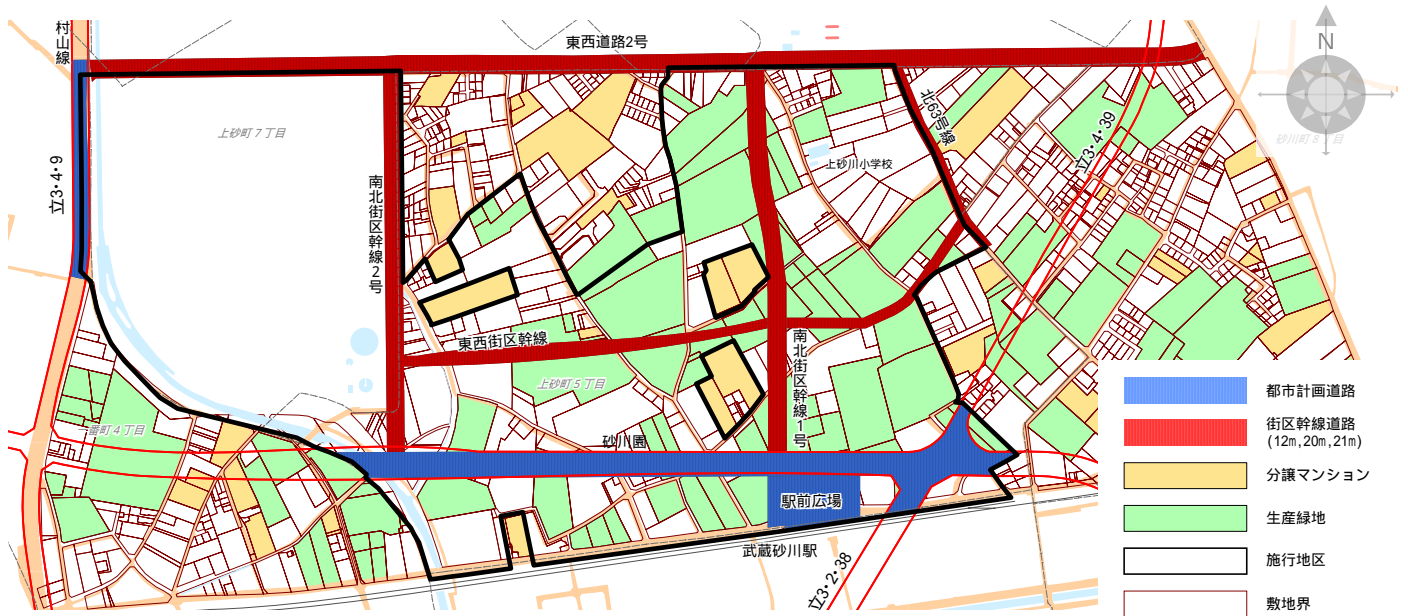 村山線
東西道路2号
N
上砂町７丁目
北63号線
立3・4・39
砂川町８丁目
上砂川小学校
立3・4・9
南北街区幹線２号
東西街区幹線
南北街区幹線１号
上砂町５丁目
都市計画道路
街区幹線道路
(12m,20m,21m)
一番町４丁目
砂川園
分譲マンション
駅前広場
生産緑地
武蔵砂川駅
施行地区
立3・2・38
敷地界